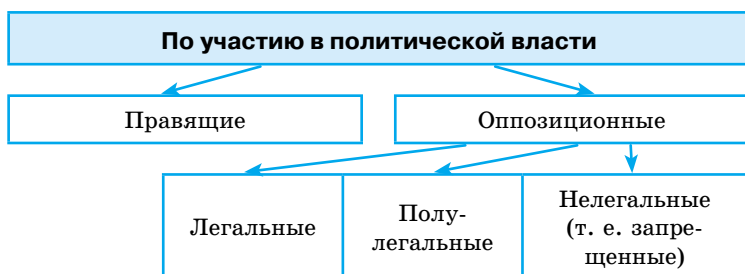 По участию в политической власти
Правящие
Оппозиционные
Легальные
Полу-
легальные
Нелегальные
(т. е. запре-
щенные)